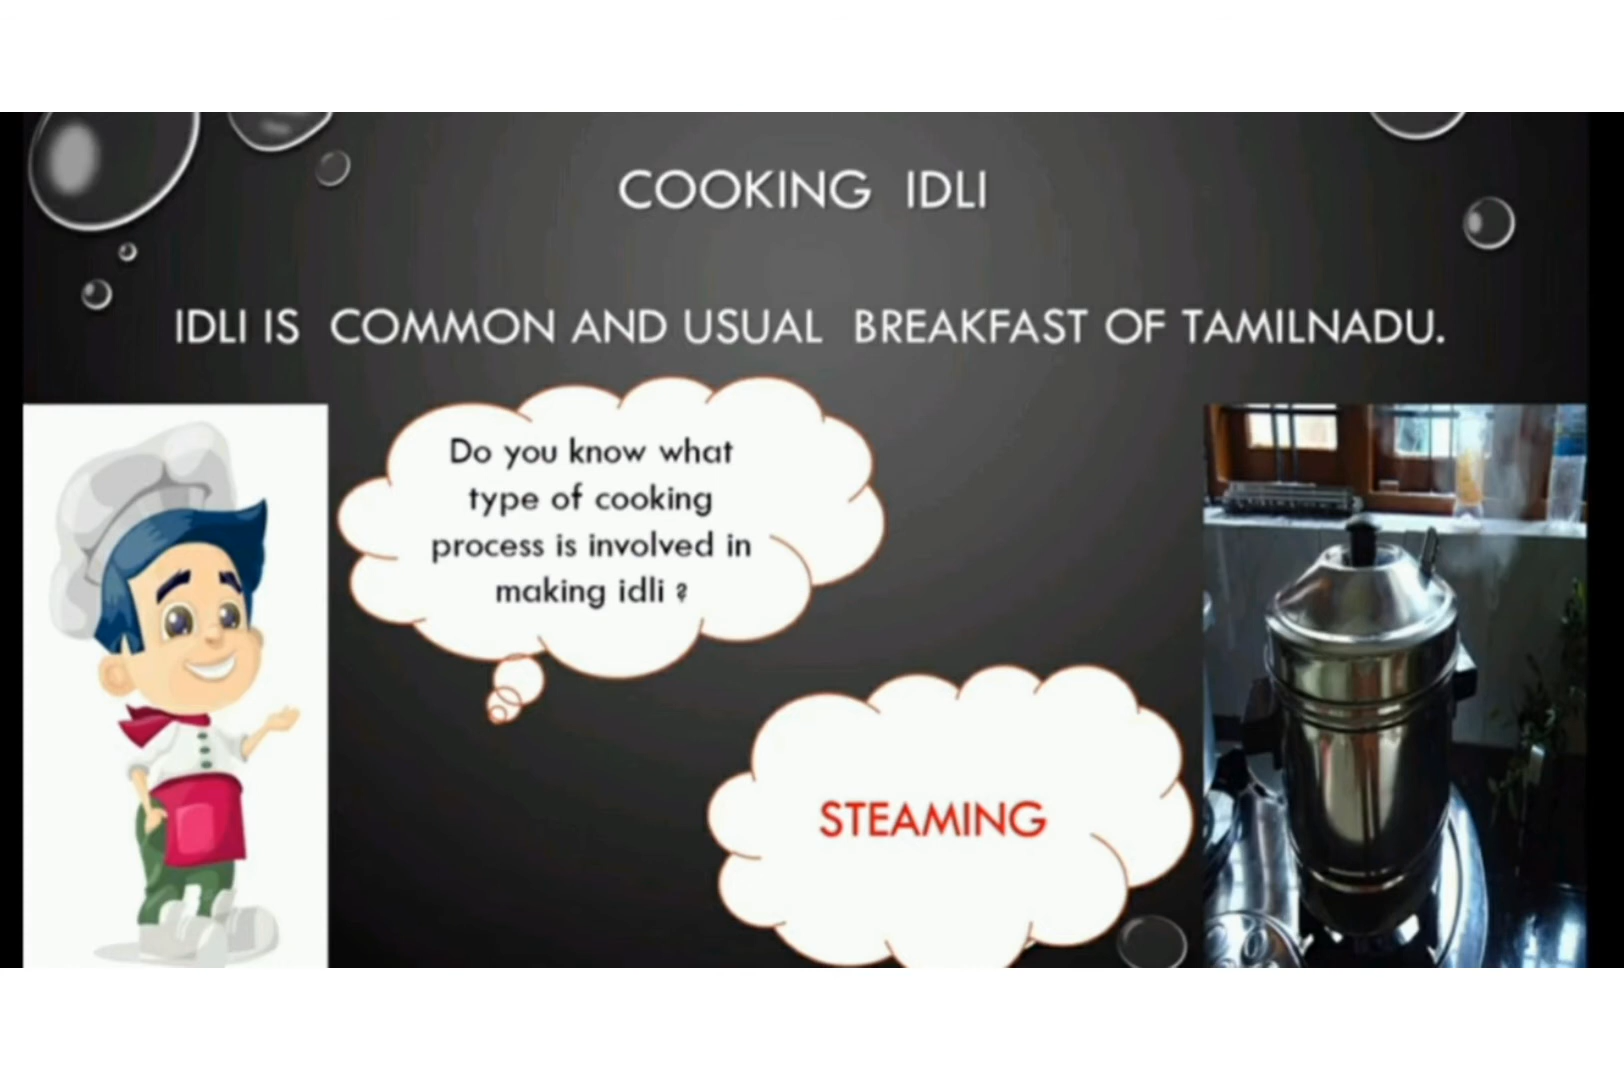 COOKING IDLI
IDLI IS COMMON AND USUAL BREAKFAST OF TAMILNADU.
Do you know what
type of cooking
process is involved in
making idli ?
STEAMING